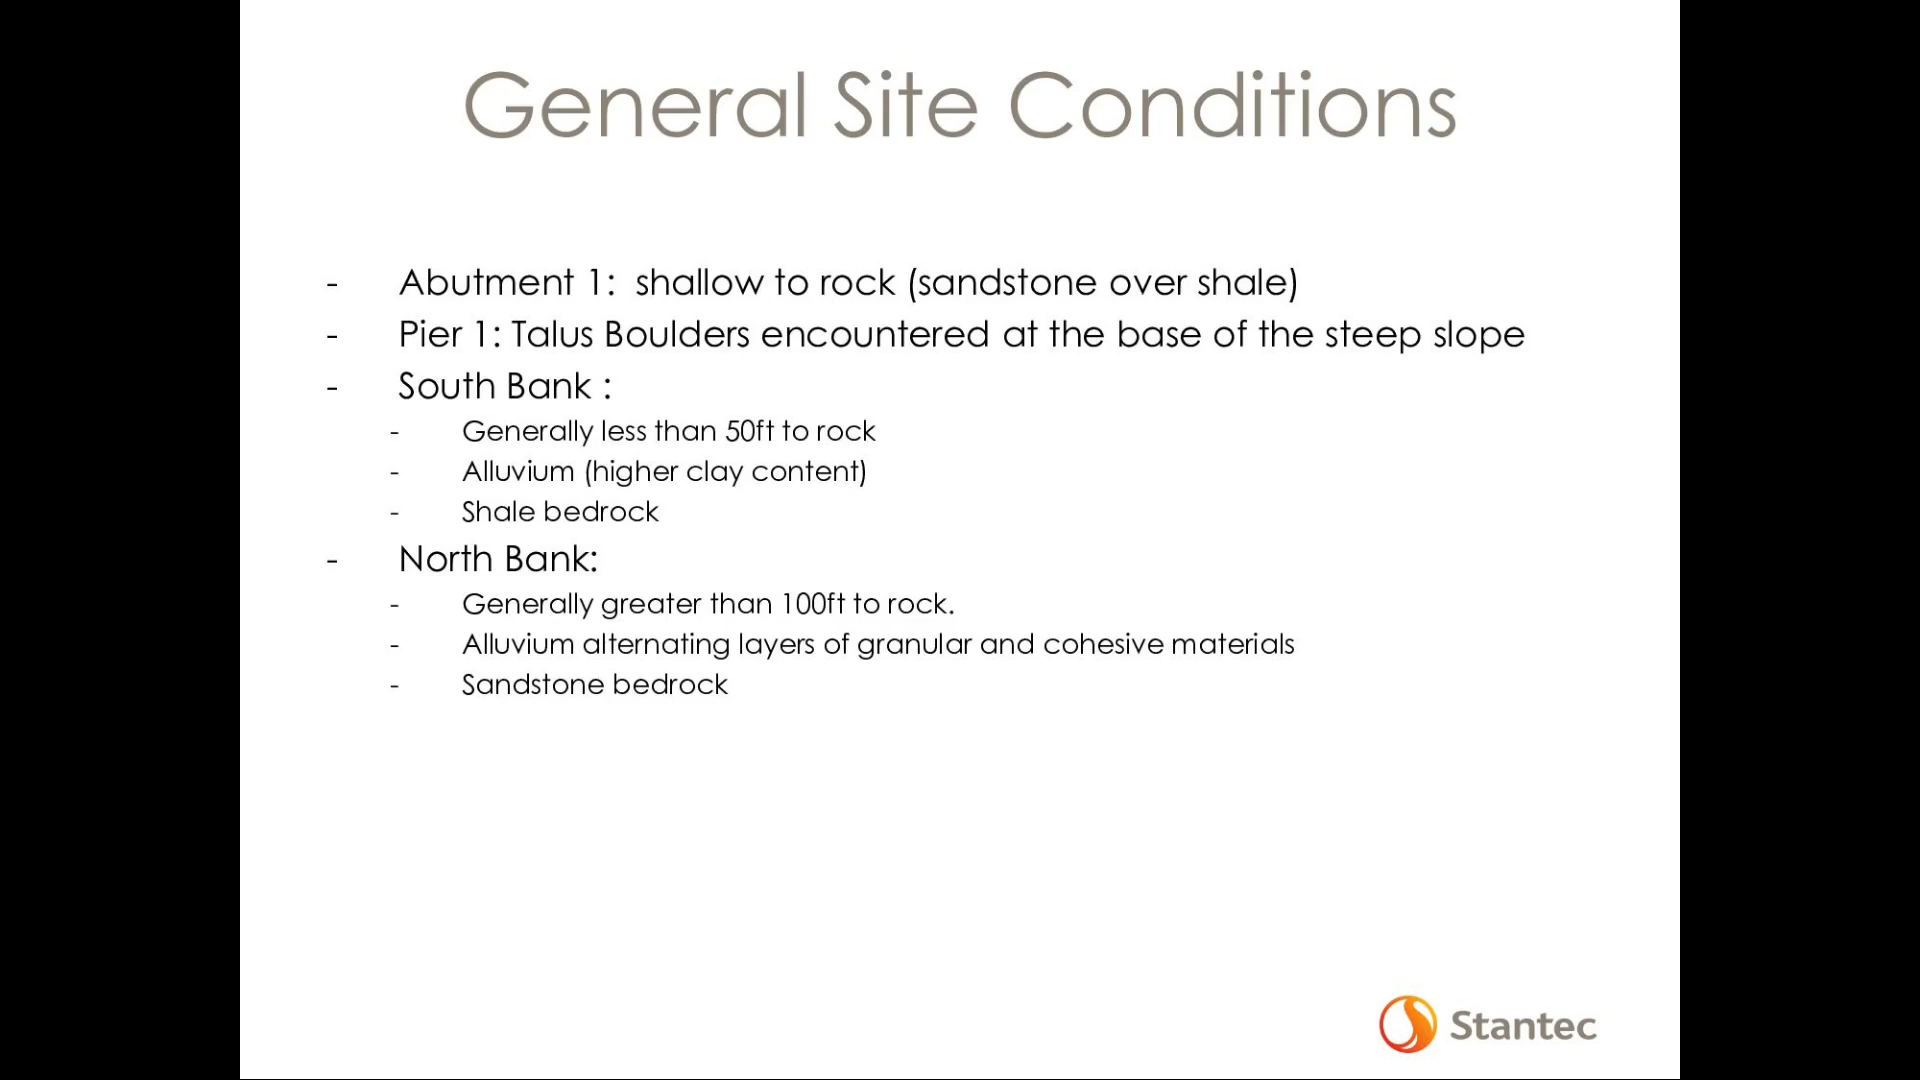 General Site Conditions
- Abutment 1:  shallow to rock (sandstone over shale)
- Pier 1: Talus Boulders encountered at the base of the steep slope
- South Bank :
- Generally less than 50ft to rock
- Alluvium (higher clay content)
- Shale bedrock
- North Bank:
- Generally greater than 100ft to rock.
- Alluvium alternating layers of granular and cohesive materials
- Sandstone bedrock
Stantec